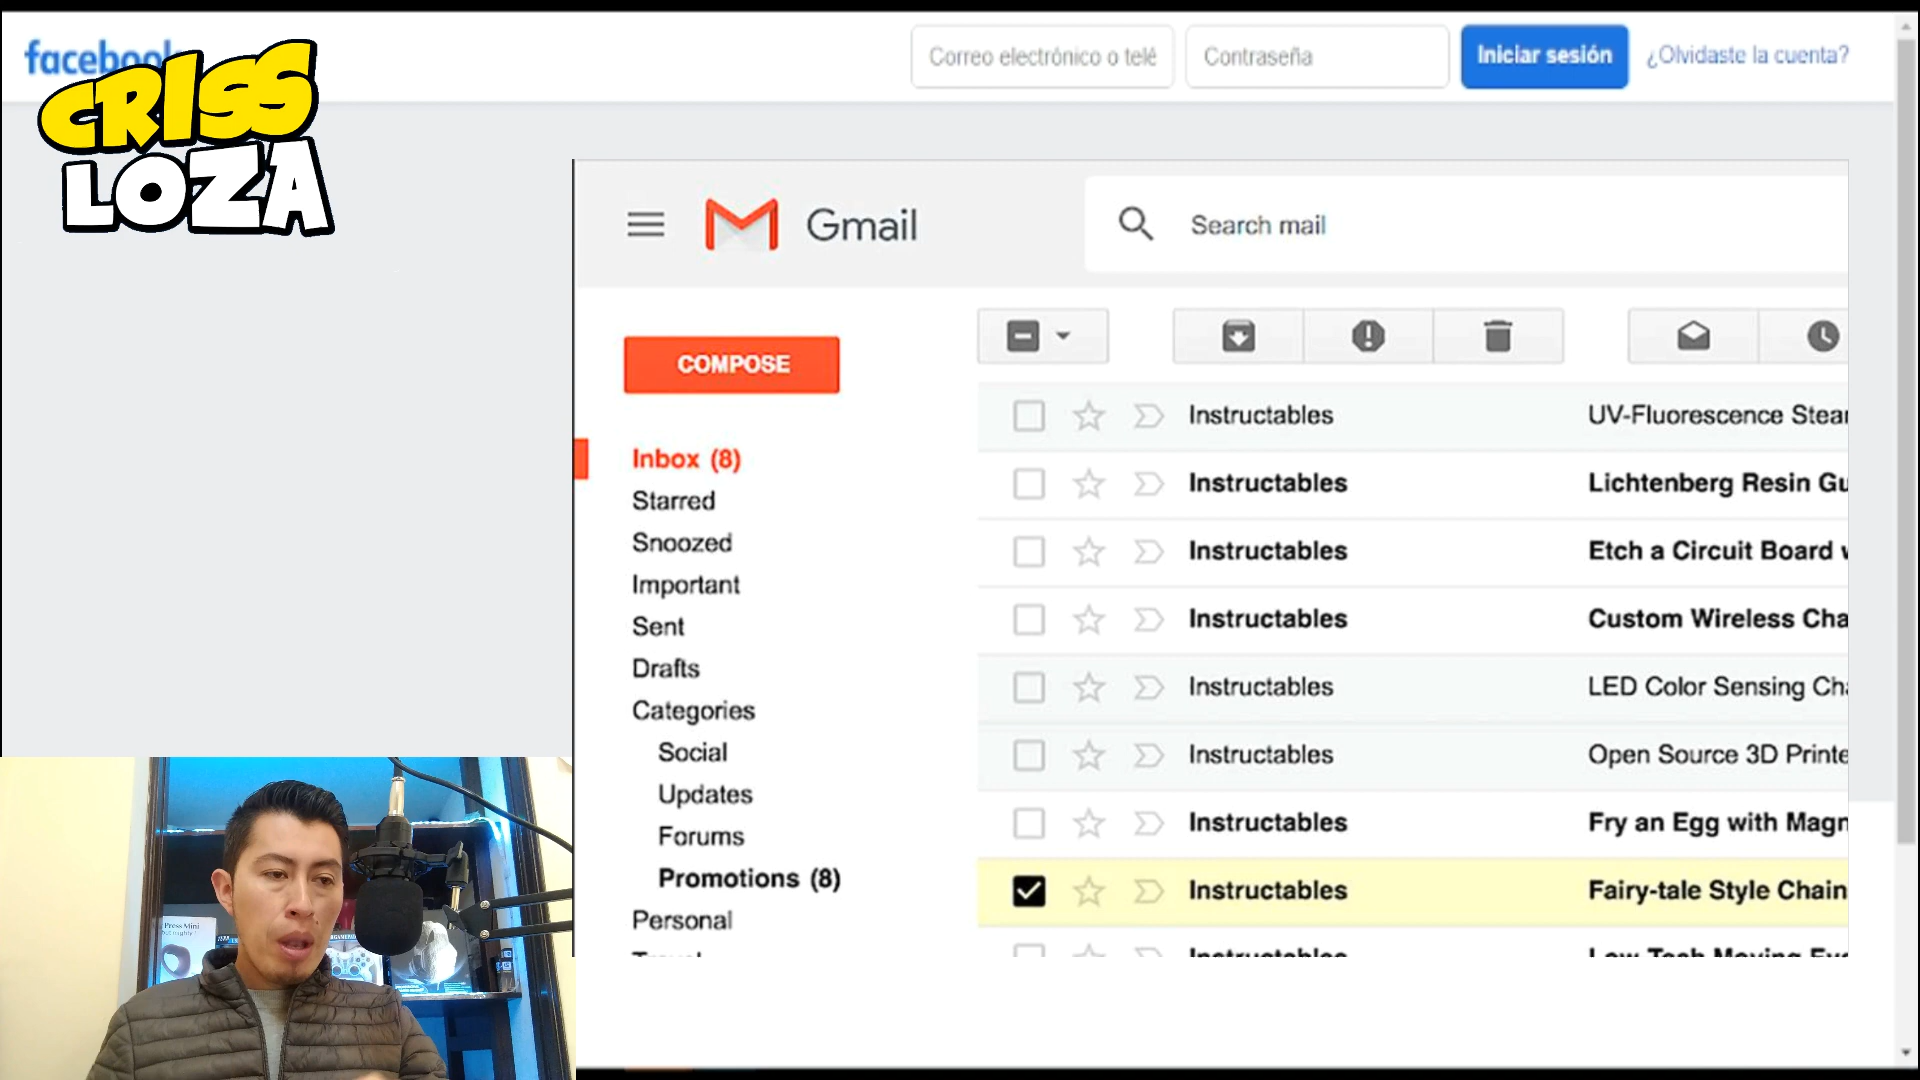 facebook
CRISS
LOZA
Correo electrónico o telé
Contraseña
Iniciar sesión
¿Olvidaste la cuenta?
Gmail
Search mail
COMPOSE
Inbox (8)
Starred
Snoozed
Important
Sent
Drafts
Categories
Social
Updates
Forums
Promotions (8)
Personal
Instructables UV-Fluorescence Stea
Instructables Lichtenberg Resin Gu
Instructables Etch a Circuit Board
Instructables Custom Wireless Cha
Instructables LED Color Sensing Ch
Instructables Open Source 3D Printe
Instructables Fry an Egg with Magn
Instructables Fairy-tale Style Chain
Press Mini